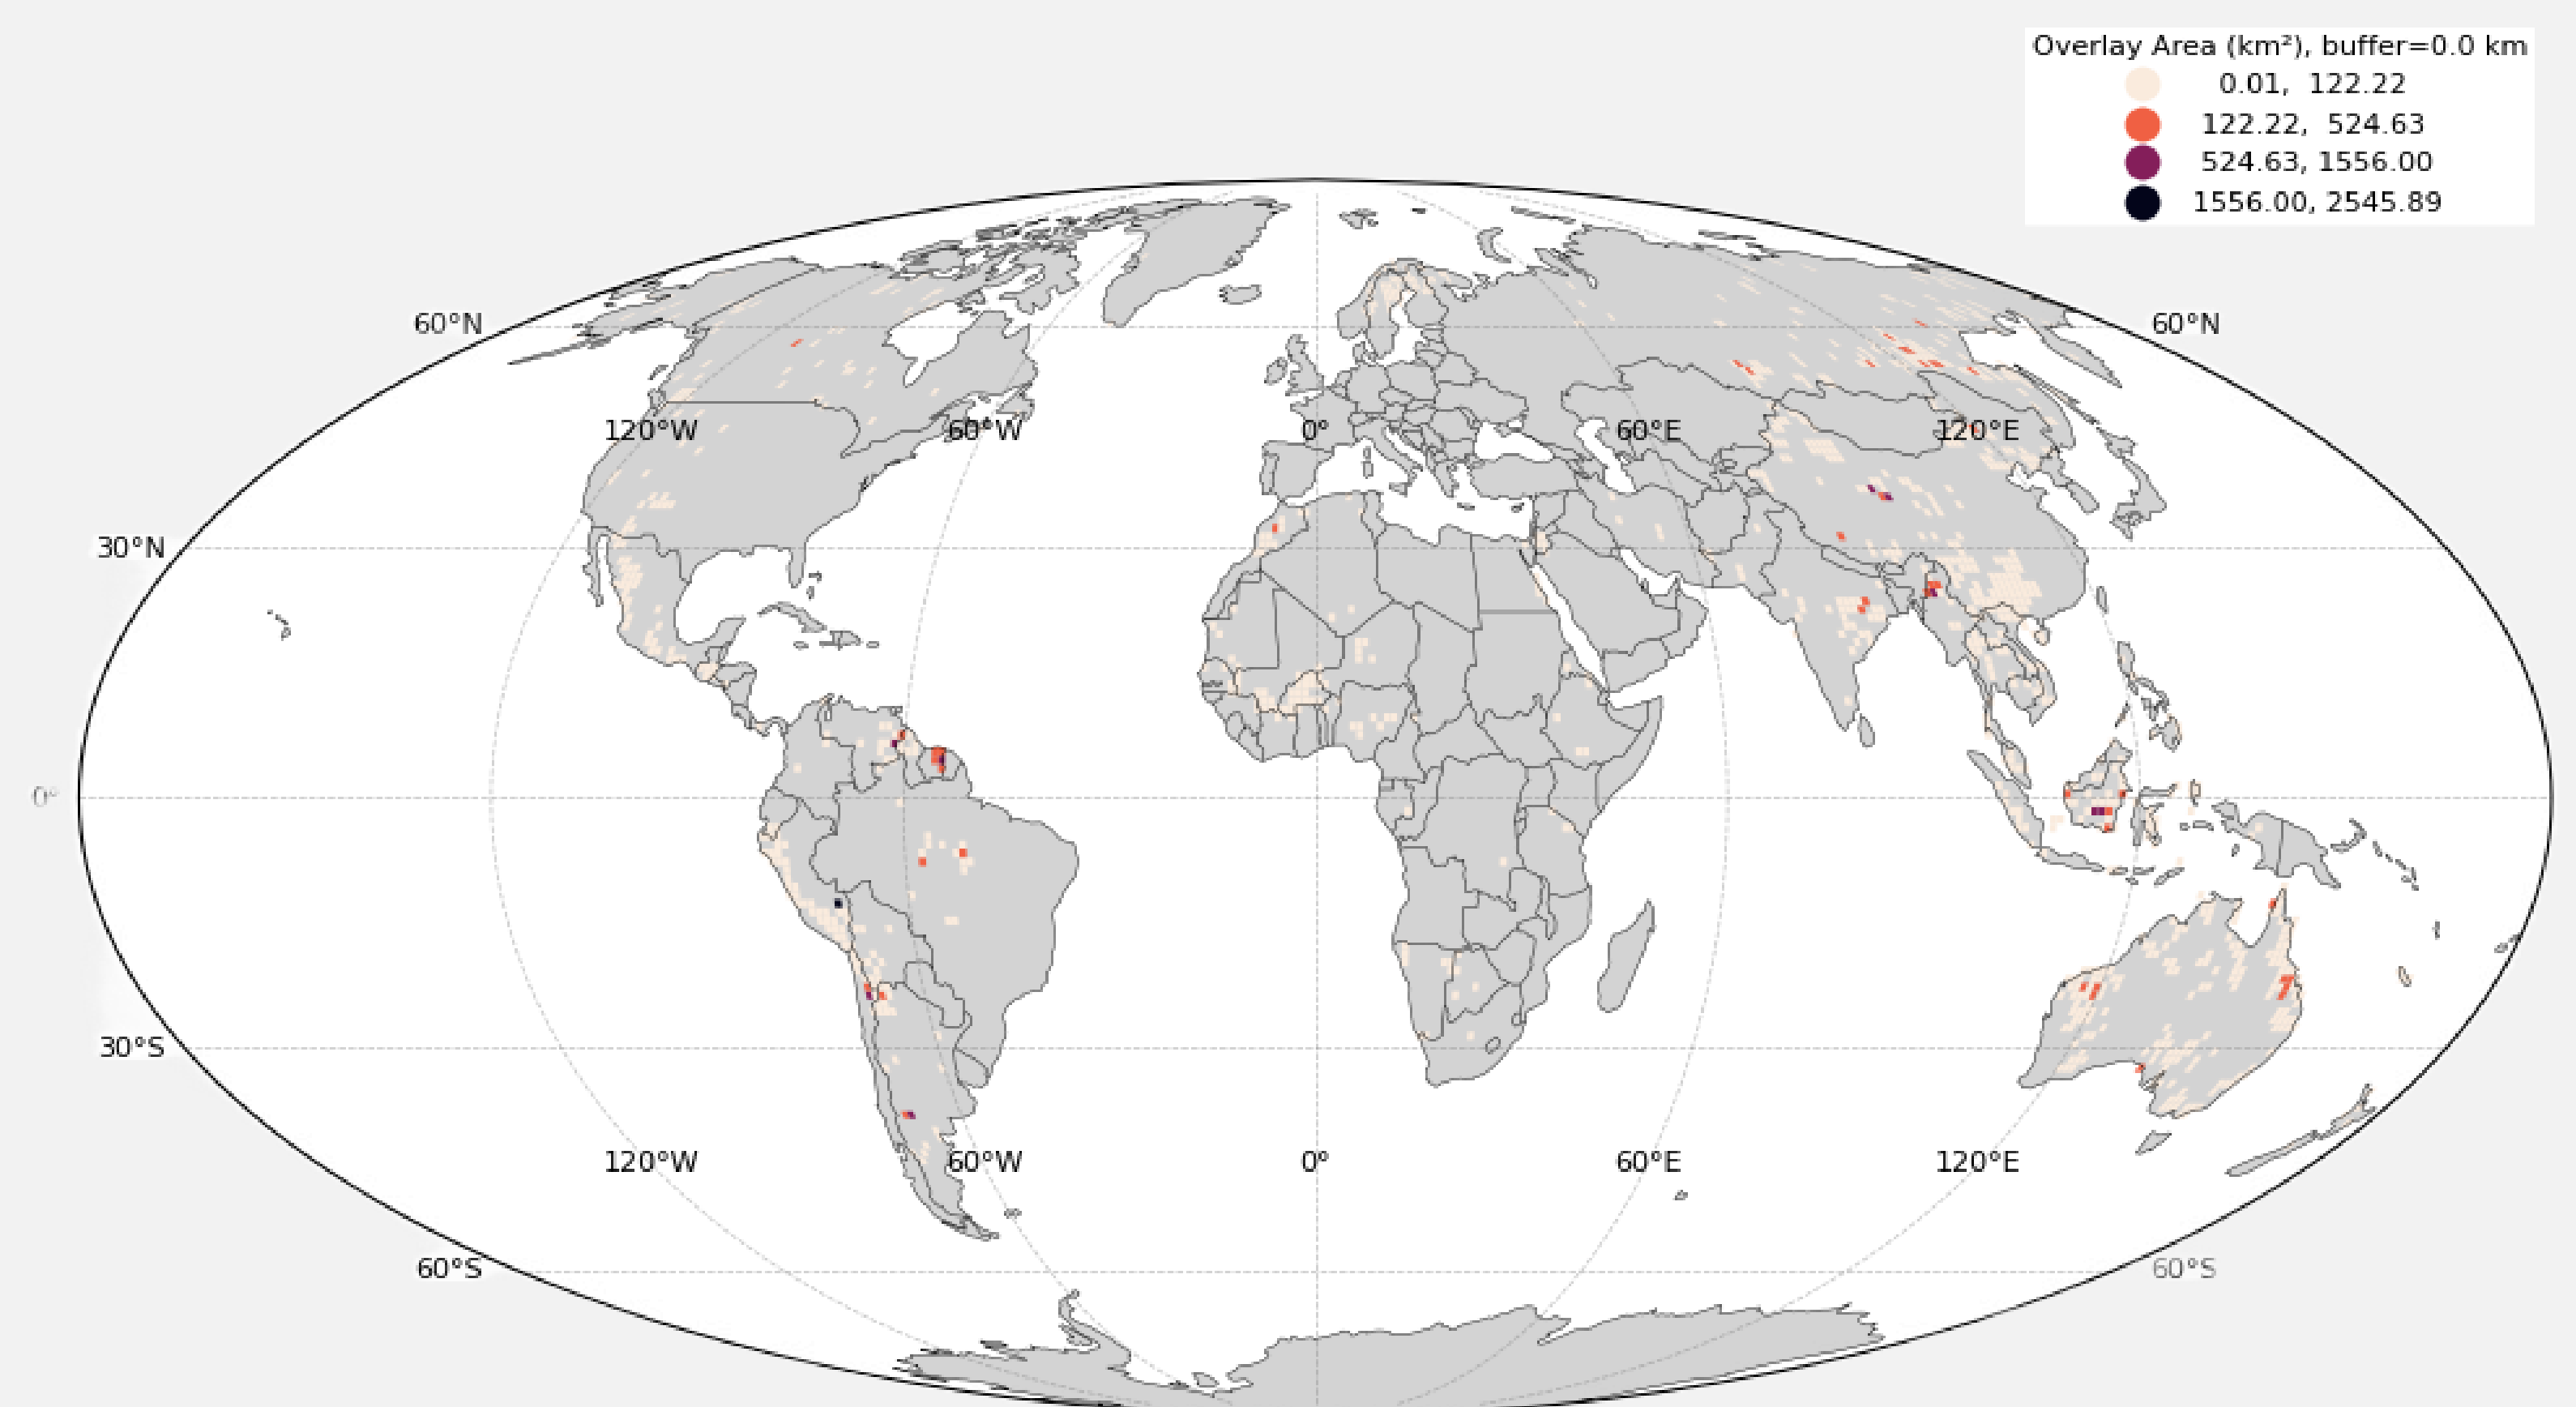 Overlay Area (km²), buffer=0.0 km
0.01, 122.22
122.22, 524.63
524.63, 1556.00
1556.00, 2545.89
60°N 60°N
120°W 60°W 0° 60°E 120°E
30°N
0°
30°S
120°W 60°W 0° 60°E 120°E
60°S 60°S